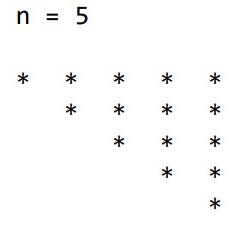 n = 5
*   *   *   *   *
    *   *   *   *
        *   *   *
            *   *
                *